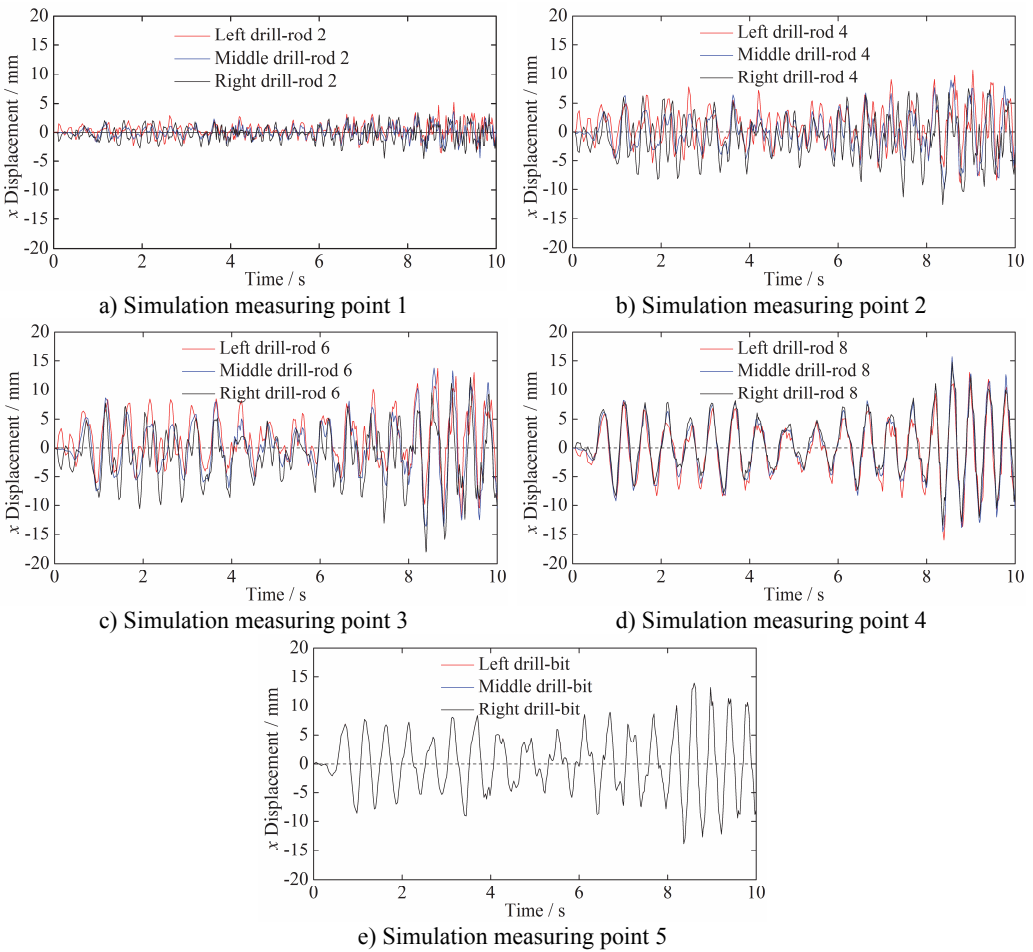 20
15
10
5
0
-5
-10
-15
-20
x Displacement / mm
Left drill-rod 2
Middle drill-rod 2
Right drill-rod 2
0 2 4 6 8 10
Time / s
a) Simulation measuring point 1
20
15
10
5
0
-5
-10
-15
-20
x Displacement / mm
Left drill-rod 4
Middle drill-rod 4
Right drill-rod 4
0 2 4 6 8 10
Time / s
b) Simulation measuring point 2
20
15
10
5
0
-5
-10
-15
-20
x Displacement / mm
Left drill-rod 6
Middle drill-rod 6
Right drill-rod 6
0 2 4 6 8 10
Time / s
c) Simulation measuring point 3
20
15
10
5
0
-5
-10
-15
-20
x Displacement / mm
Left drill-rod 8
Middle drill-rod 8
Right drill-rod 8
0 2 4 6 8 10
Time / s
d) Simulation measuring point 4
20
15
10
5
0
-5
-10
-15
-20
x Displacement / mm
Left drill-bit
Middle drill-bit
Right drill-bit
0 2 4 6 8 10
Time / s
e) Simulation measuring point 5